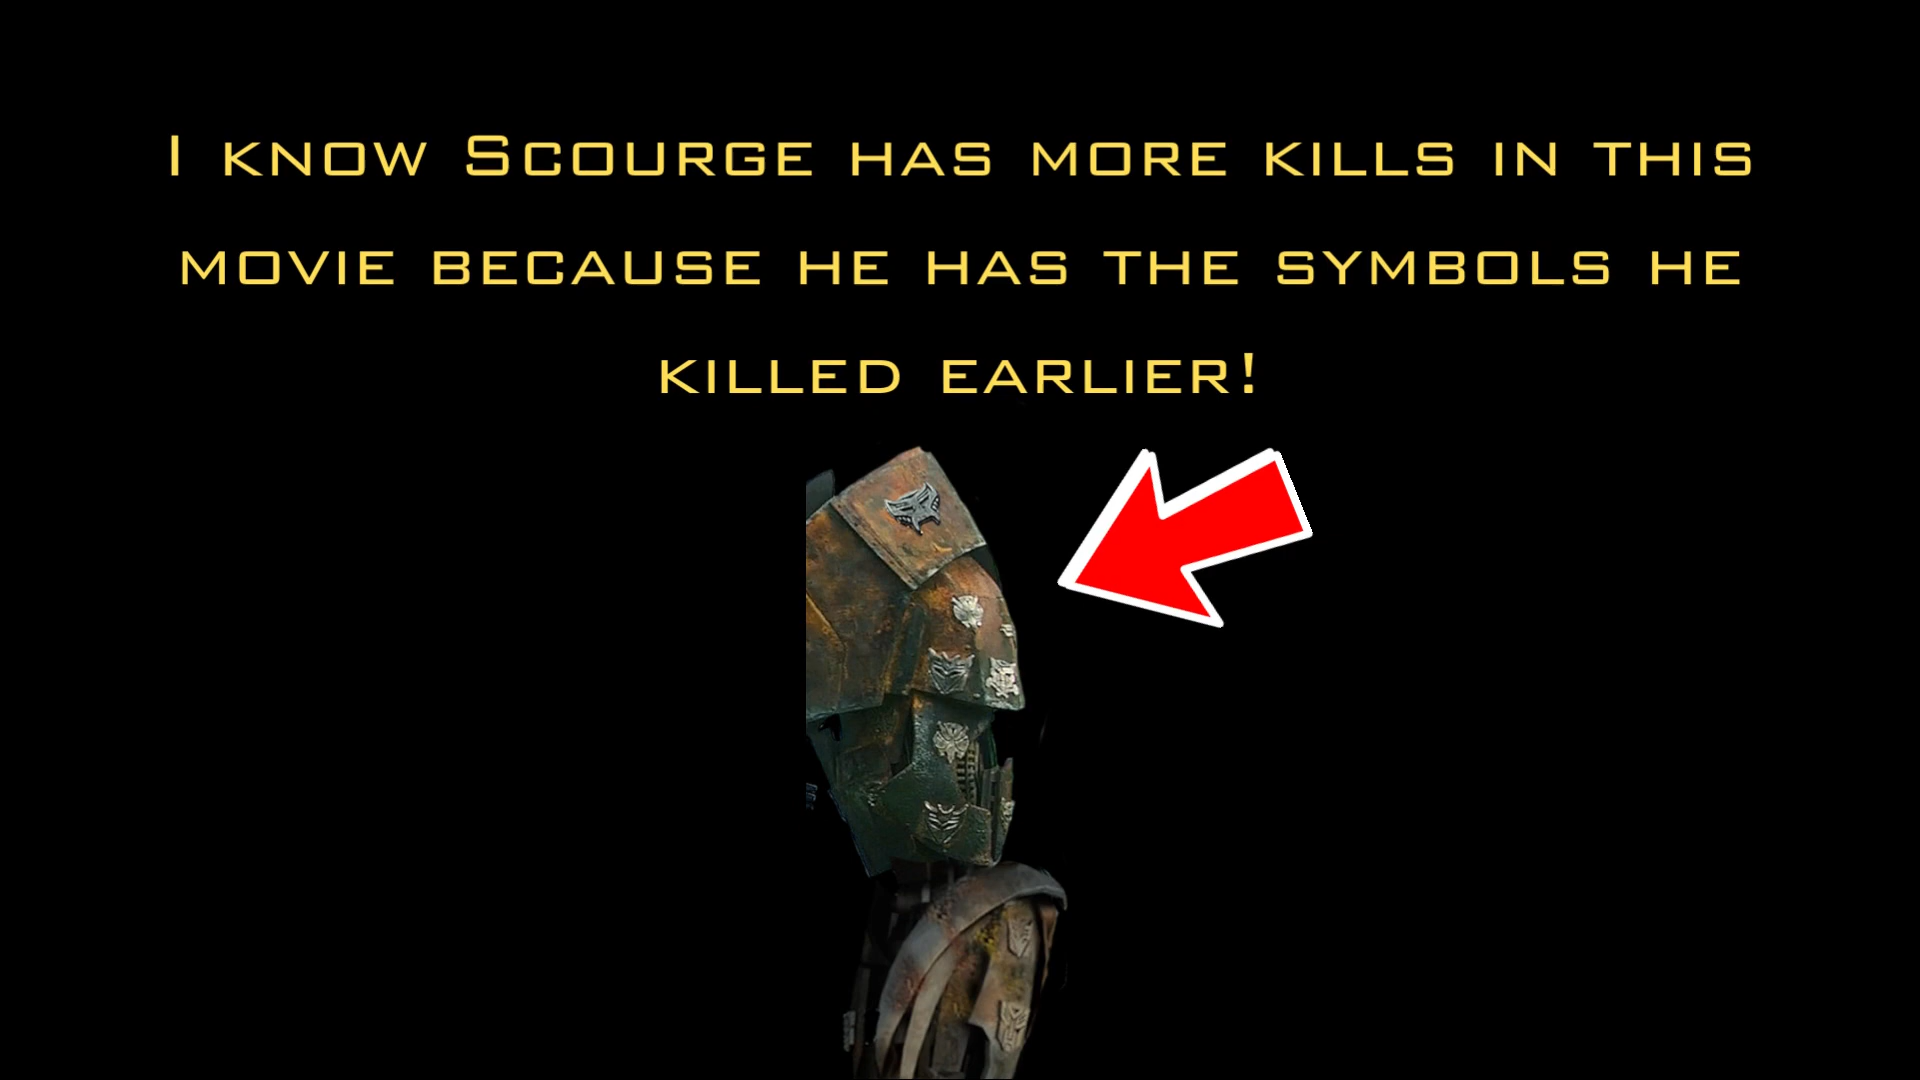 I know Scourge has more kills in this
movie because he has the symbols he
killed earlier!